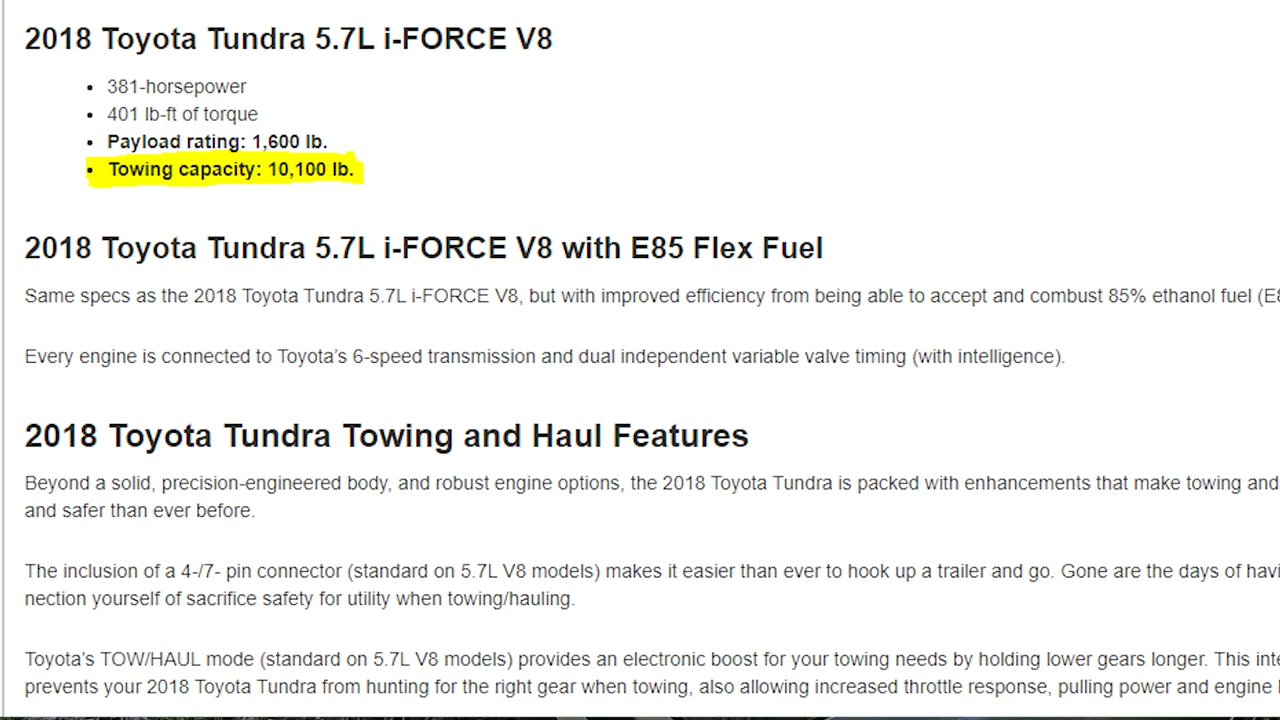 2018 Toyota Tundra 5.7L i-FORCE V8
• 381-horsepower
• 401 lb-ft of torque
• Payload rating: 1,600 lb.
• Towing capacity: 10,100 lb.
2018 Toyota Tundra 5.7L i-FORCE V8 with E85 Flex Fuel
Same specs as the 2018 Toyota Tundra 5.7L i-FORCE V8, but with improved efficiency from being able to accept and combust 85% ethanol fuel
Every engine is connected to Toyota’s 6-speed transmission and dual independent variable valve timing (with intelligence).
2018 Toyota Tundra Towing and Haul Features
Beyond a solid, precision-engineered body, and robust engine options, the 2018 Toyota Tundra is packed with enhancements that make towing and
and safer than ever before.
The inclusion of a 4-/7- pin connector (standard on 5.7L V8 models) makes it easier than ever to hook up a trailer and go. Gone are the days of
nection yourself of sacrifice safety for utility when towing/hauling.
Toyota’s TOW/HAUL mode (standard on 5.7L V8 models) provides an electronic boost for your towing needs by holding lower gears longer. This
prevents your 2018 Toyota Tundra from hunting for the right gear when towing, also allowing increased throttle response, pulling power and engine